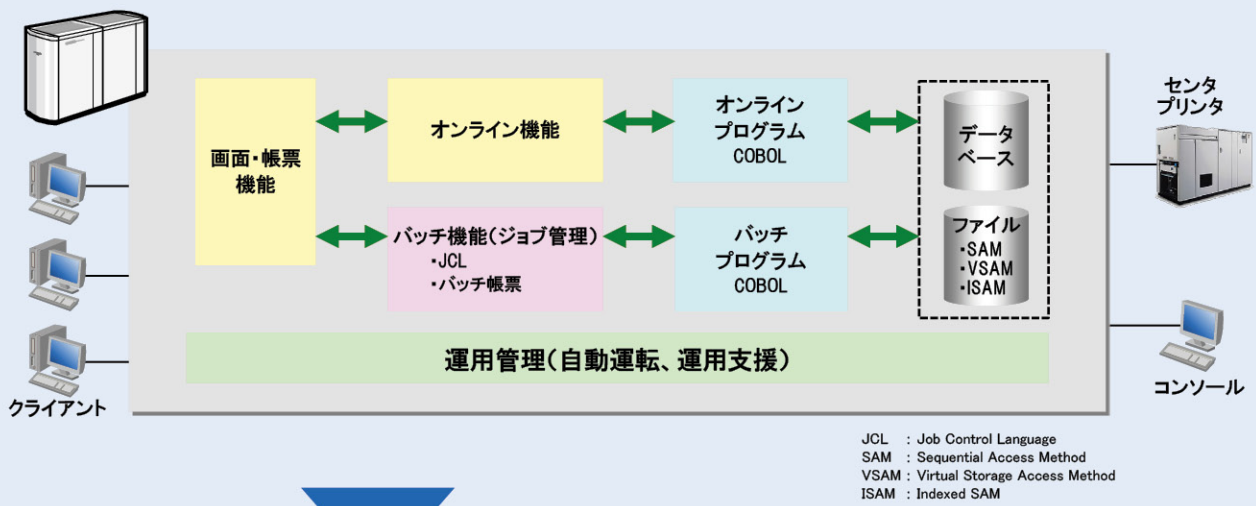 画面・帳票
機能
オンライン機能
オンライン
プログラム
COBOL
データ
ベース
バッチ機能(ジョブ管理)
・JCL
・バッチ帳票
バッチ
プログラム
COBOL
ファイル
・SAM
・VSAM
・ISAM
運用管理(自動運転、運用支援)
クライアント
センタ
プリンタ
コンソール
JCL : Job Control Language
SAM : Sequential Access Method
VSAM : Virtual Storage Access Method
ISAM : Indexed SAM